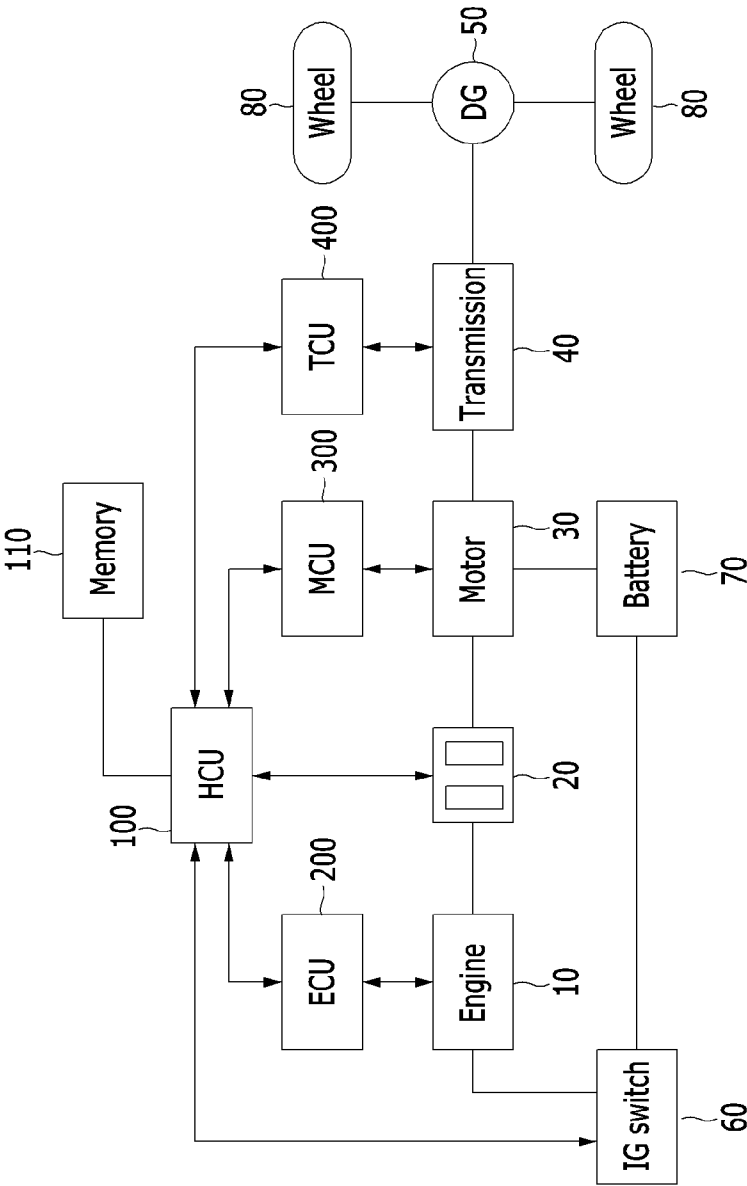 110
Memory
100
HCU
200
ECU
300
MCU
400
TCU
80
Wheel
Engine
10
20
Motor
30
Transmission
40
DG
50
IG switch
60
Battery
70
Wheel
80